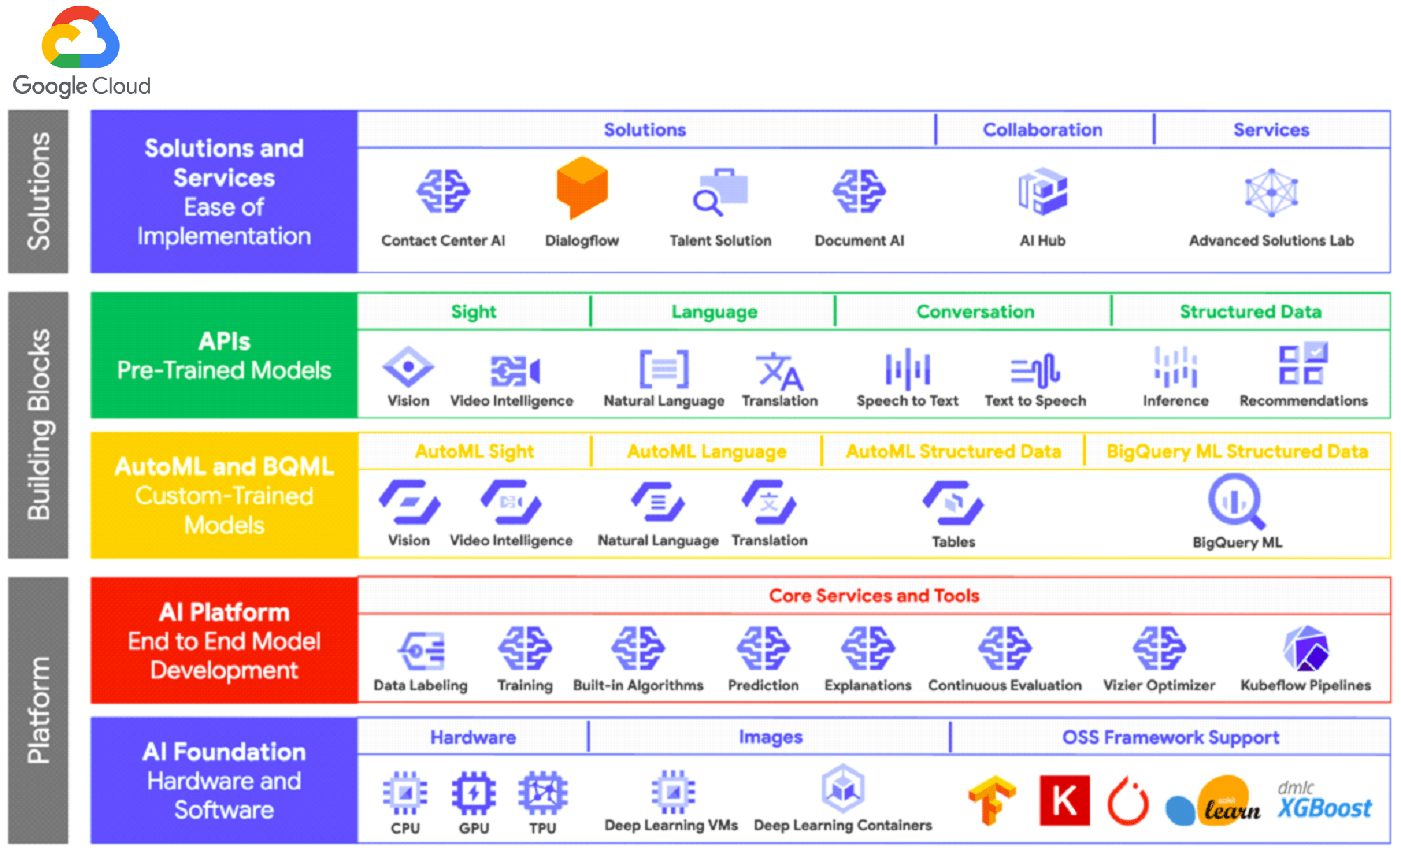 Google Cloud
Solutions
Solutions and
Services
Ease of
Implementation
Solutions
Collaboration
Services
Contact Center AI
Dialogflow
Talent Solution
Document AI
AI Hub
Advanced Solutions Lab
Building Blocks
APIs
Pre-Trained Models
Sight
Language
Conversation
Structured Data
Vision
Video Intelligence
Natural Language
Translation
Speech to Text
Text to Speech
Inference
Recommendations
AutoML and BQML
Custom-Trained
Models
AutoML Sight
AutoML Language
AutoML Structured Data
BigQuery ML Structured Data
Vision
Video Intelligence
Natural Language
Translation
Tables
BigQuery ML
Platform
AI Platform
End to End Model
Development
Core Services and Tools
Data Labeling
Training
Built-in Algorithms
Prediction
Explanations
Continuous Evaluation
Vizier Optimizer
Kubeflow Pipelines
AI Foundation
Hardware and
Software
Hardware
Images
OSS Framework Support
CPU
GPU
TPU
Deep Learning VMs
Deep Learning Containers
K
learn
dmlc
XGBoost